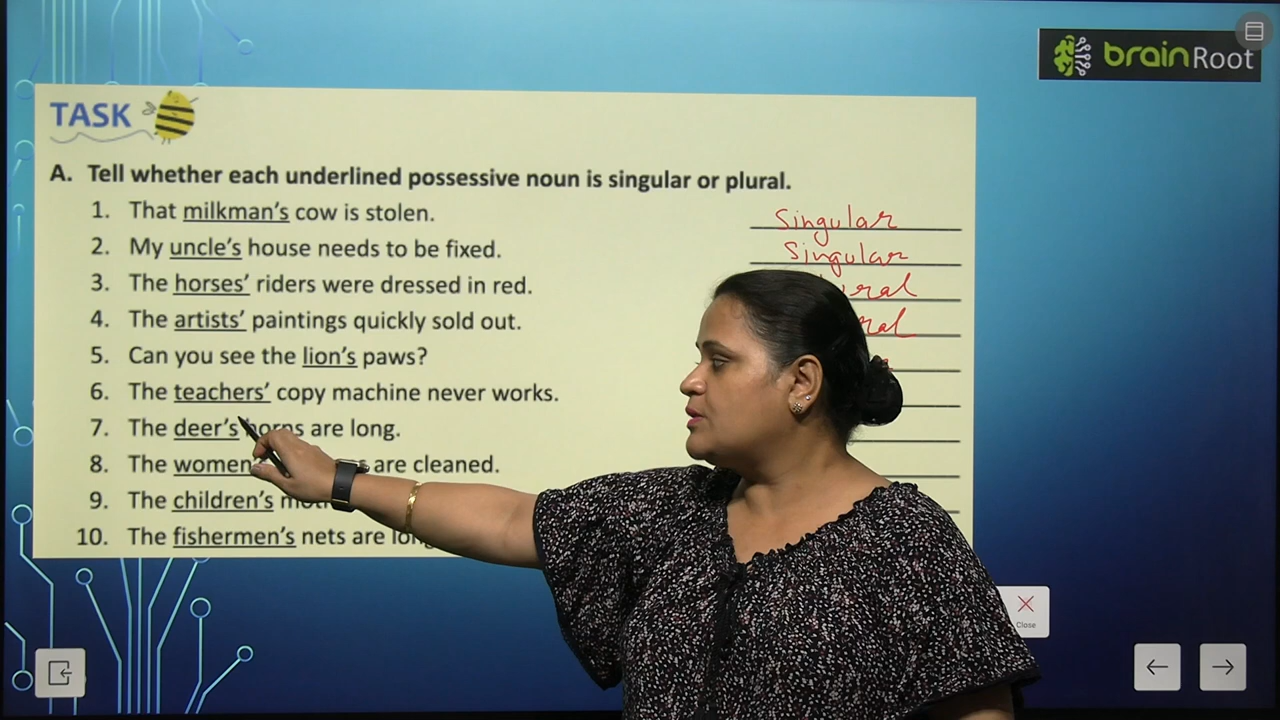 brainRoot
TASK
A. Tell whether each underlined possessive noun is singular or plural.
1. That milkman's cow is stolen. Singular
2. My uncle's house needs to be fixed. Singular
3. The horses' riders were dressed in red.
4. The artists' paintings quickly sold out.
5. Can you see the lion's paws?
6. The teachers' copy machine never works.
7. The deer's horns are long.
8. The are cleaned.
9. The children's
10. The fishermen's nets are
Close